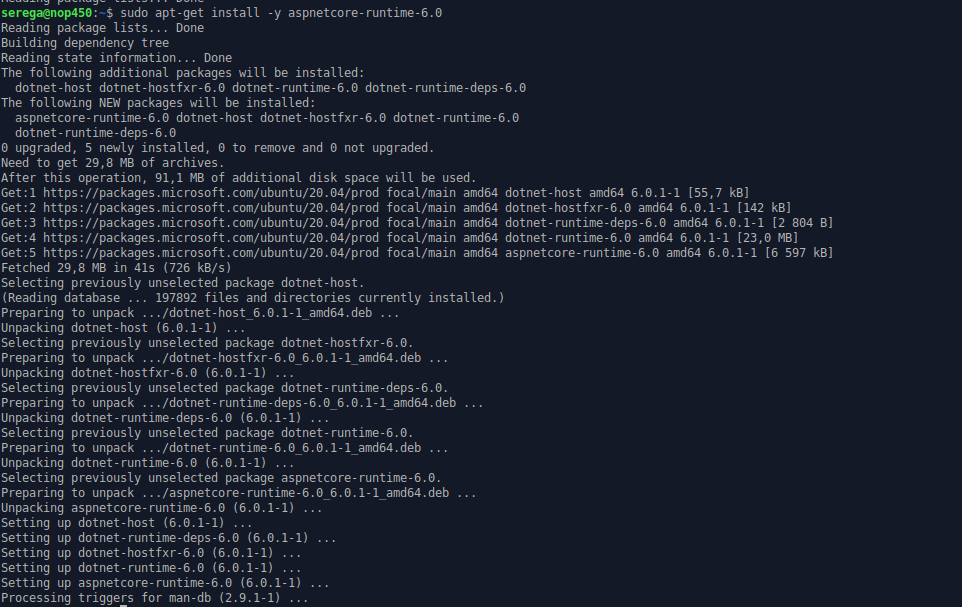 Reading package lists... Done
serega@nop450:~$ sudo apt-get install -y aspnetcore-runtime-6.0
Reading package lists... Done
Building dependency tree
Reading state information... Done
The following additional packages will be installed:
  dotnet-host dotnet-hostfxr-6.0 dotnet-runtime-6.0 dotnet-runtime-deps-6.0
The following NEW packages will be installed:
  aspnetcore-runtime-6.0 dotnet-host dotnet-hostfxr-6.0 dotnet-runtime-6.0
  dotnet-runtime-deps-6.0
0 upgraded, 5 newly installed, 0 to remove and 0 not upgraded.
Need to get 29,8 MB of archives.
After this operation, 91,1 MB of additional disk space will be used.
Get:1 https://packages.microsoft.com/ubuntu/20.04/prod focal/main amd64 dotnet-host amd64 6.0.1-1 [55,7 kB]
Get:2 https://packages.microsoft.com/ubuntu/20.04/prod focal/main amd64 dotnet-hostfxr-6.0 amd64 6.0.1-1 [142 kB]
Get:3 https://packages.microsoft.com/ubuntu/20.04/prod focal/main amd64 dotnet-runtime-deps-6.0 amd64 6.0.1-1 [2 804 B]
Get:4 https://packages.microsoft.com/ubuntu/20.04/prod focal/main amd64 dotnet-runtime-6.0 amd64 6.0.1-1 [23,0 MB]
Get:5 https://packages.microsoft.com/ubuntu/20.04/prod focal/main amd64 aspnetcore-runtime-6.0 amd64 6.0.1-1 [6 597 kB]
Fetched 29,8 MB in 41s (726 kB/s)
Selecting previously unselected package dotnet-host.
(Reading database ... 197892 files and directories currently installed.)
Preparing to unpack .../dotnet-host_6.0.1-1_amd64.deb ...
Unpacking dotnet-host (6.0.1-1) ...
Selecting previously unselected package dotnet-hostfxr-6.0.
Preparing to unpack .../dotnet-hostfxr-6.0_6.0.1-1_amd64.deb ...
Unpacking dotnet-hostfxr-6.0 (6.0.1-1) ...
Selecting previously unselected package dotnet-runtime-deps-6.0.
Preparing to unpack .../dotnet-runtime-deps-6.0_6.0.1-1_amd64.deb ...
Unpacking dotnet-runtime-deps-6.0 (6.0.1-1) ...
Selecting previously unselected package dotnet-runtime-6.0.
Preparing to unpack .../dotnet-runtime-6.0_6.0.1-1_amd64.deb ...
Unpacking dotnet-runtime-6.0 (6.0.1-1) ...
Selecting previously unselected package aspnetcore-runtime-6.0.
Preparing to unpack .../aspnetcore-runtime-6.0_6.0.1-1_amd64.deb ...
Unpacking aspnetcore-runtime-6.0 (6.0.1-1) ...
Setting up dotnet-host (6.0.1-1) ...
Setting up dotnet-runtime-deps-6.0 (6.0.1-1) ...
Setting up dotnet-hostfxr-6.0 (6.0.1-1) ...
Setting up dotnet-runtime-6.0 (6.0.1-1) ...
Setting up aspnetcore-runtime-6.0 (6.0.1-1) ...
Processing triggers for man-db (2.9.1-1) ...